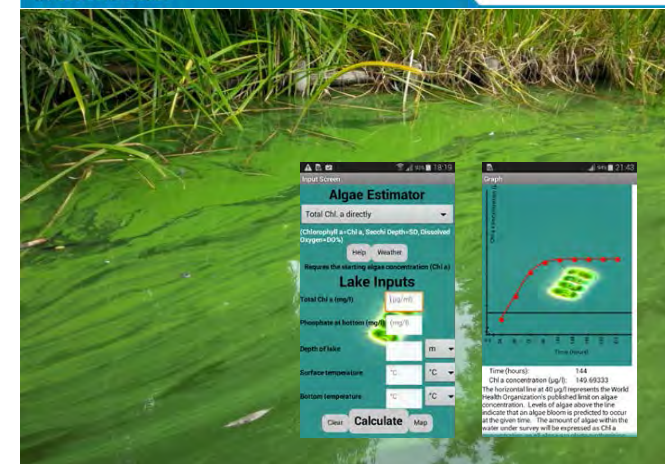 93% 18:19
Input Screen
Algae Estimator
Total Chl. a directly
(Chlorophyll a=Chl a, Secchi Depth=SD, Dissolved
Oxygen=DO%)
Help Weather
Requires the starting algae concentration (Chl a)
Lake Inputs
Total Chl a (mg/l) (µg/ml)
Phosphate at bottom (mg/l) (mg/l)
Depth of lake m
Surface temperature °C °C
Bottom temperature °C °C
Clear Calculate Map
21:43
Graph
Time (Hours)
Time (hours): 144
Chl a concentration (µg/l): 149.69333
The horizontal line at 40 µg/l represents the World
Health Organization's published limit on algae
concentration. Levels of algae above the line
indicate that an algae bloom is predicted to occur
at the given time. The amount of algae within the
water under survey will be expressed as Chl a